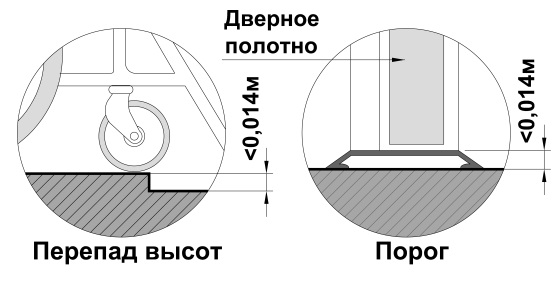 Дверное
полотно
<0,014м
<0,014м
Перепад высот
Порог